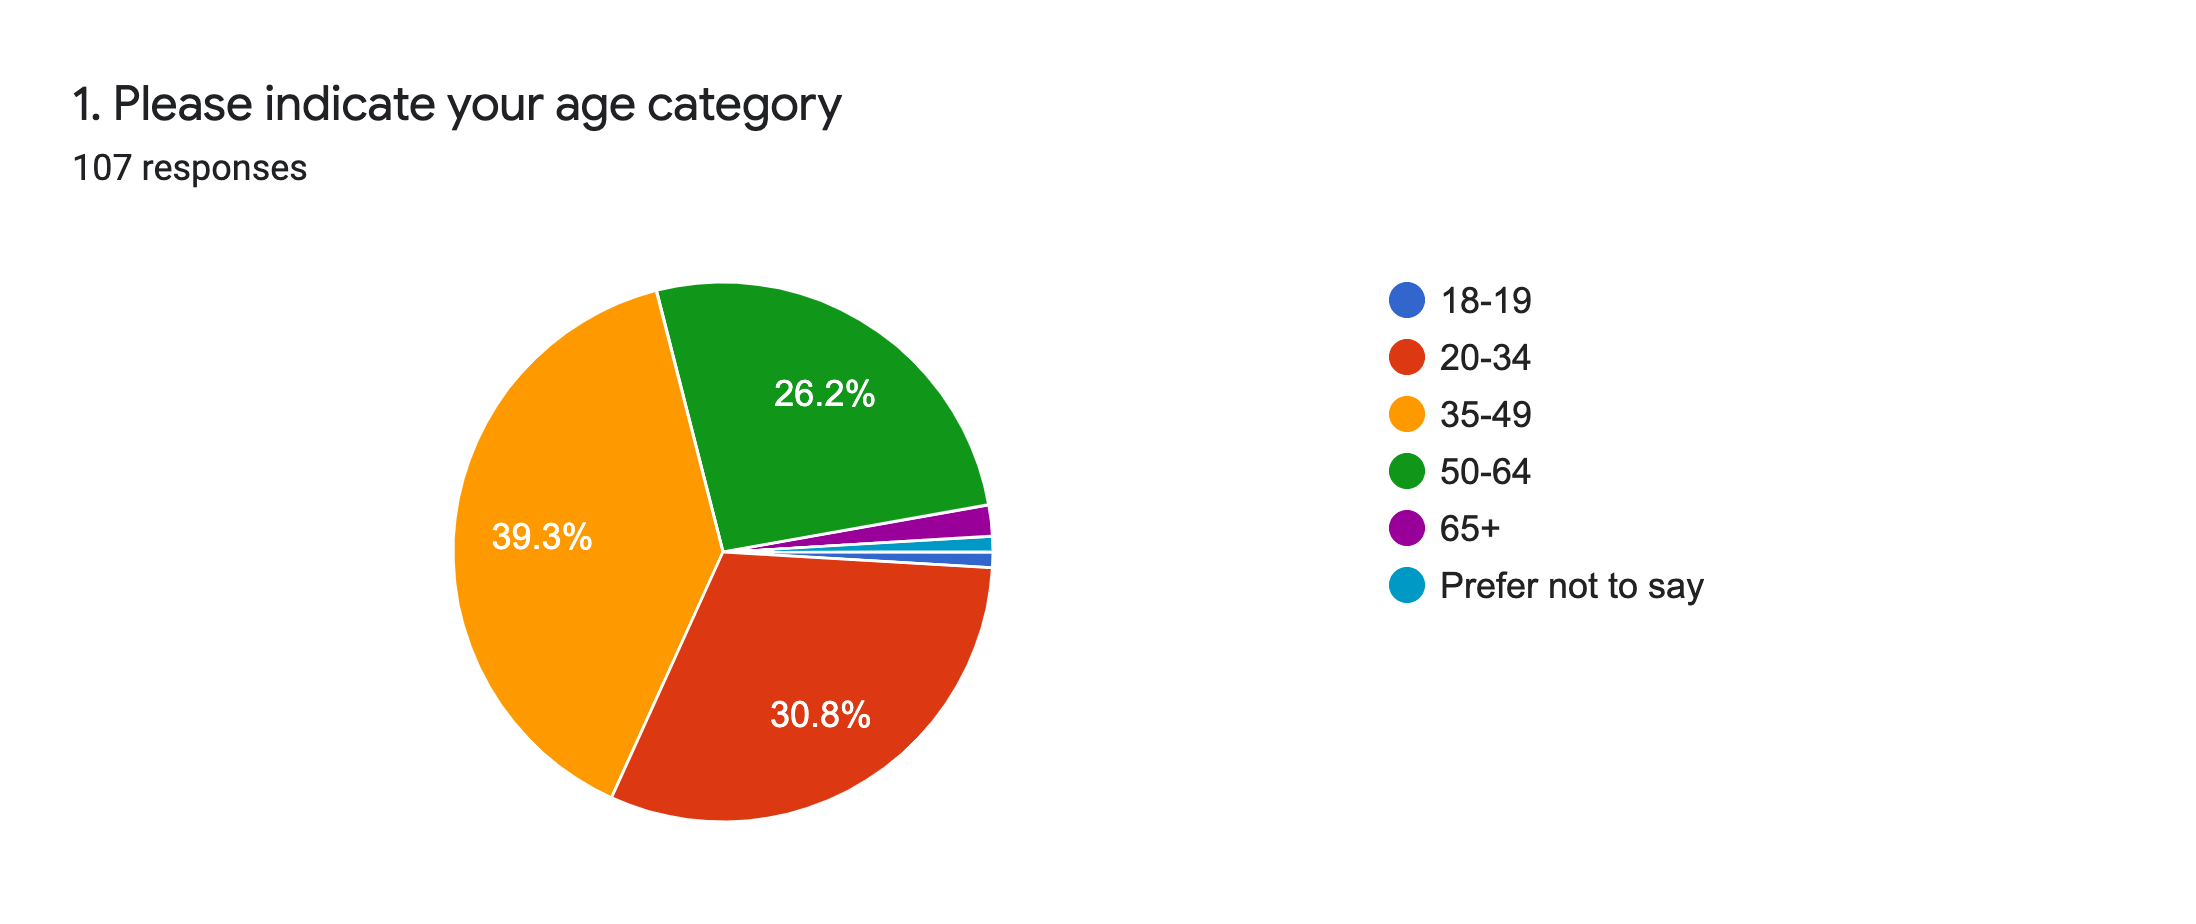 1. Please indicate your age category
107 responses
26.2%
39.3%
30.8%
18-19
20-34
35-49
50-64
65+
Prefer not to say